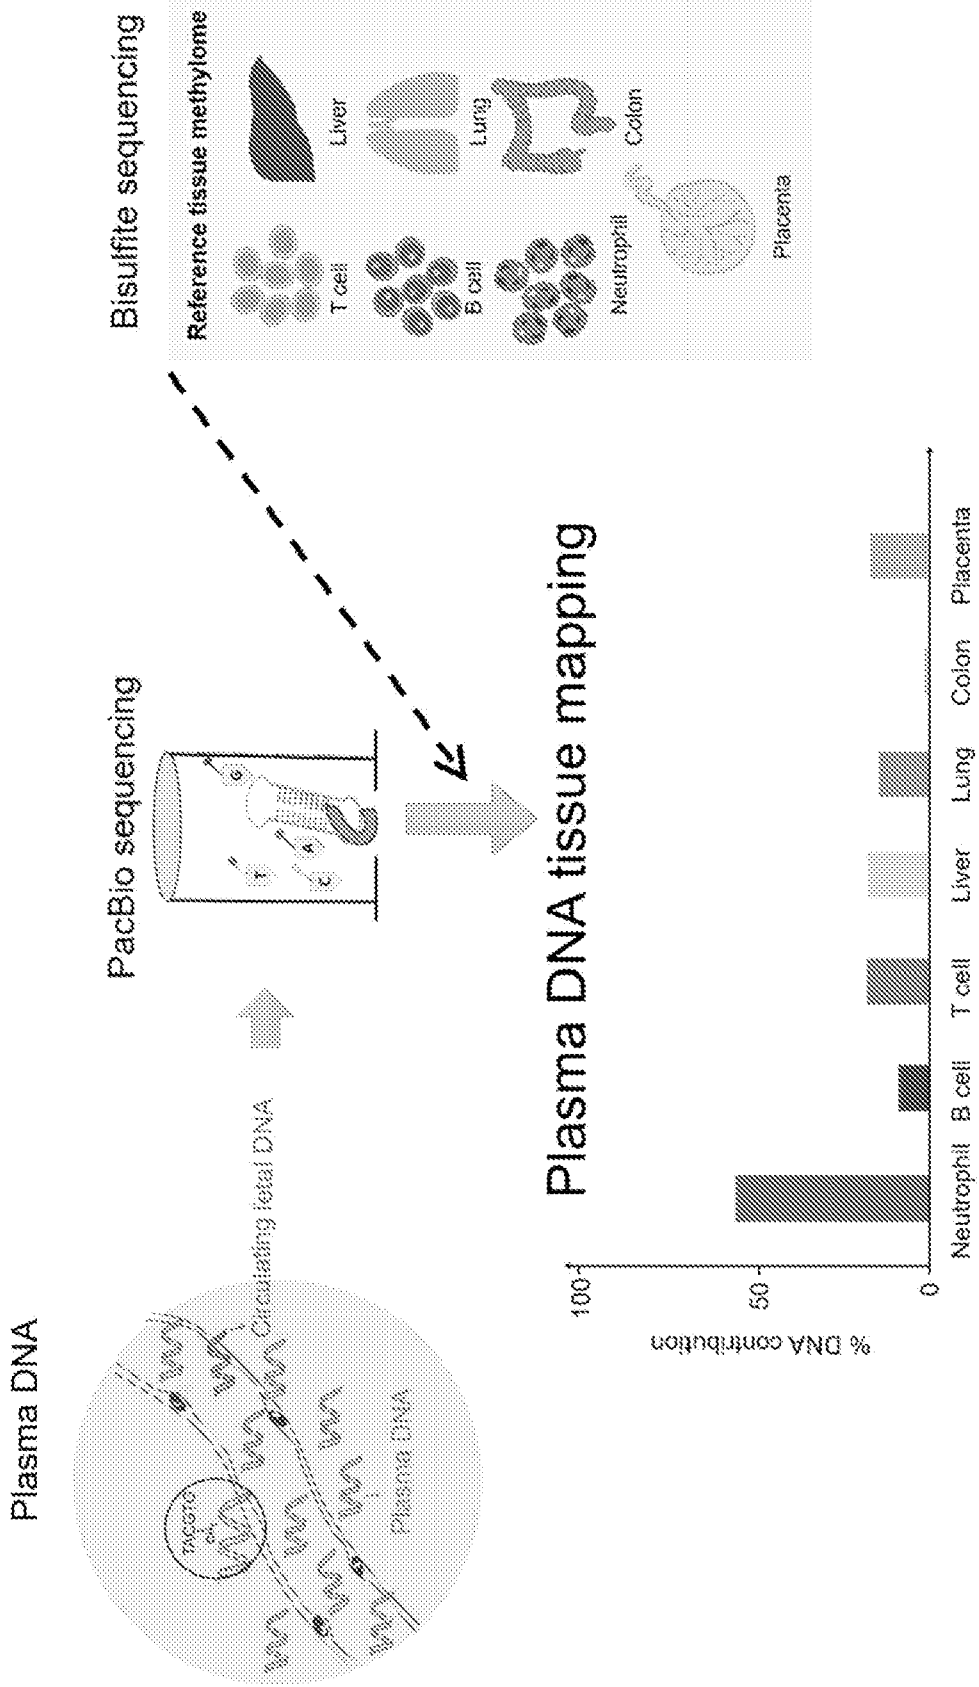 Plasma DNA
TACGTC
Circulating fetal DNA
Plasma DNA
PacBio sequencing
T
C
A
G
Bisulfite sequencing
Reference tissue methylome
T cell
Liver
B cell
Lung
Neutrophil
Colon
Placenta
Plasma DNA tissue mapping
% DNA contribution
100
50
0
Neutrophil
B cell
T cell
Liver
Lung
Colon
Placenta